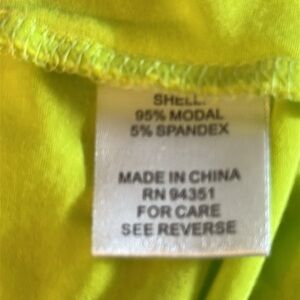 SHELL:
95% MODAL
5% SPANDEX
MADE IN CHINA
RN 94351
FOR CARE
SEE REVERSE